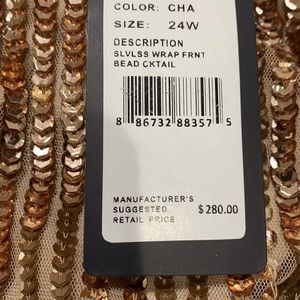 COLOR: CHA
SIZE: 24W
DESCRIPTION
SLVLSS WRAP FRNT
BEAD CKTAIL
8 86732 88357 5
MANUFACTURER'S
SUGGESTED
RETAIL PRICE $280.00